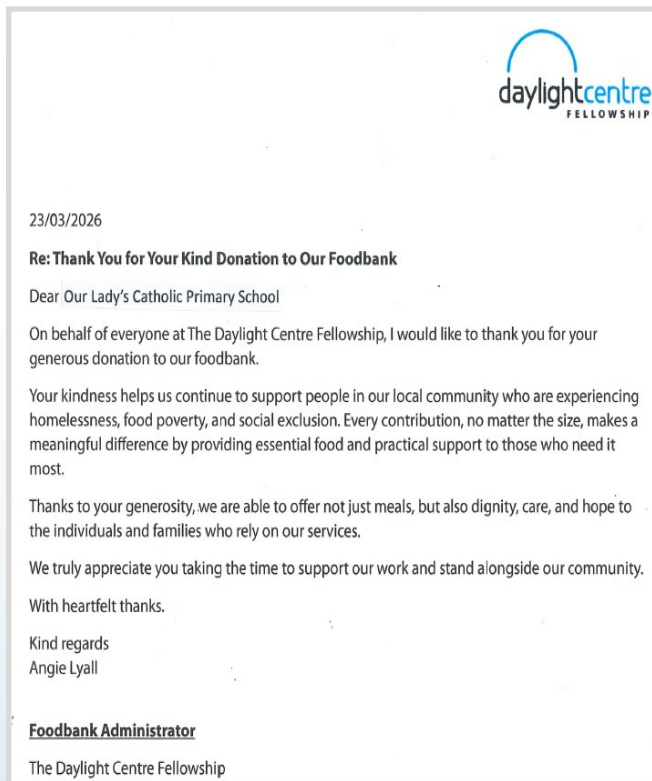 daylightcentre
FELLOWSHIP
23/03/2026
Re: Thank You for Your Kind Donation to Our Foodbank
Dear Our Lady's Catholic Primary School
On behalf of everyone at The Daylight Centre Fellowship, I would like to thank you for your
generous donation to our foodbank.
Your kindness helps us continue to support people in our local community who are experiencing
homelessness, food poverty, and social exclusion. Every contribution, no matter the size, makes a
meaningful difference by providing essential food and practical support to those who need it
most.
Thanks to your generosity, we are able to offer not just meals, but also dignity, care, and hope to
the individuals and families who rely on our services.
We truly appreciate you taking the time to support our work and stand alongside our community.
With heartfelt thanks.
Kind regards
Angie Lyall
Foodbank Administrator
The Daylight Centre Fellowship